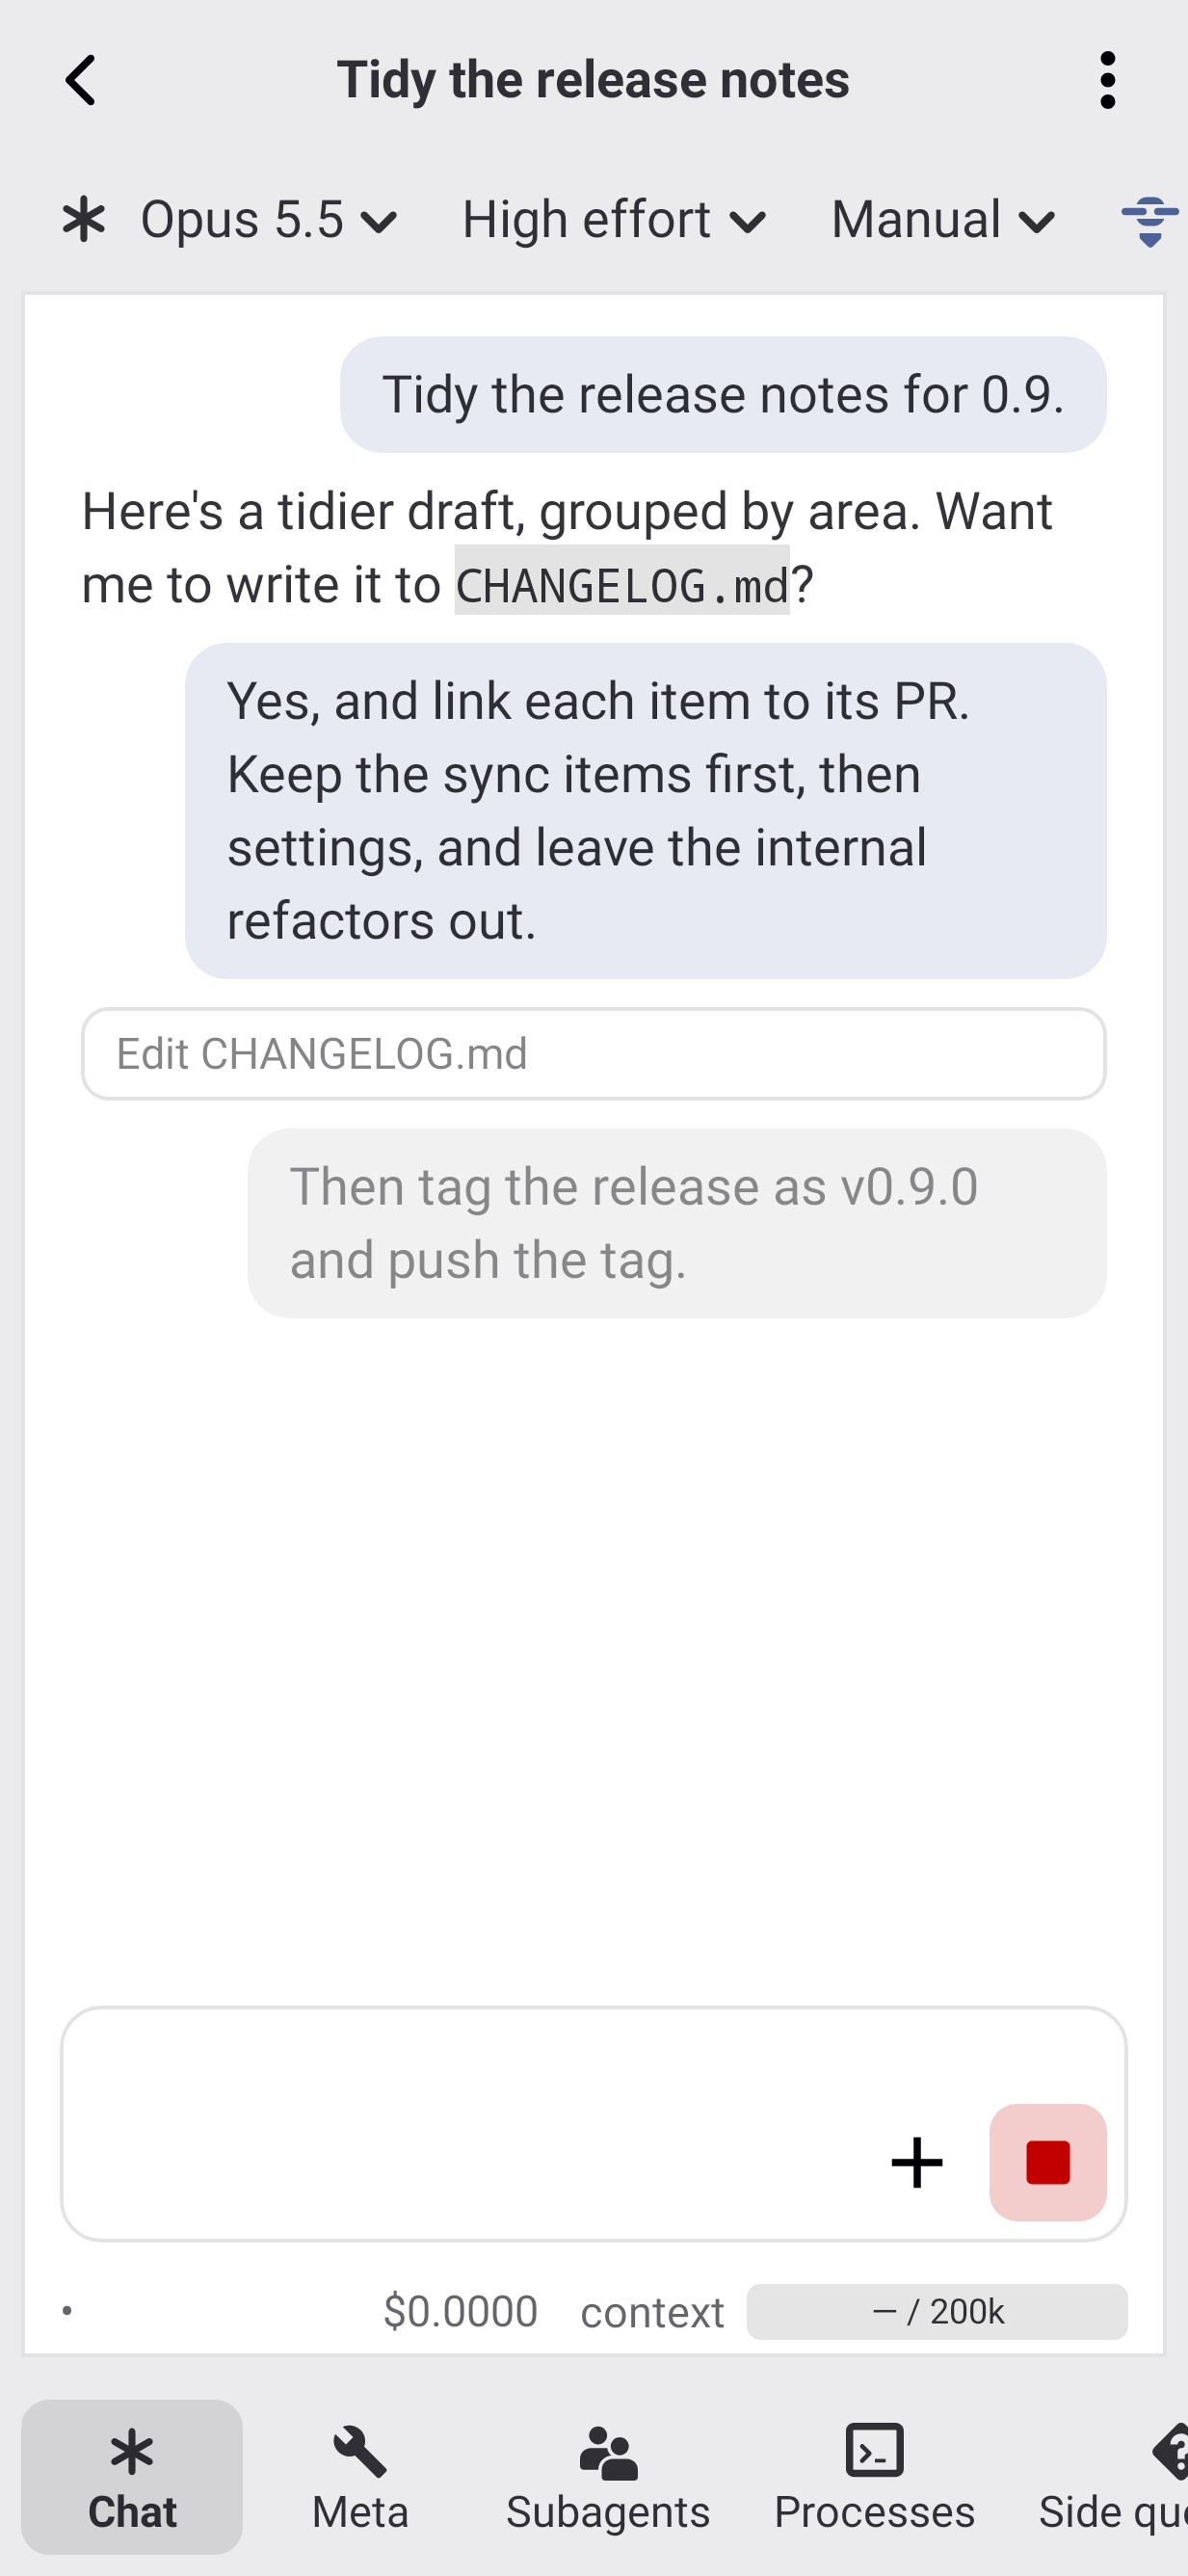 Tidy the release notes
Opus 5.5 High effort Manual
Tidy the release notes for 0.9.
Here's a tidier draft, grouped by area. Want
me to write it to CHANGELOG.md?
Yes, and link each item to its PR.
Keep the sync items first, then
settings, and leave the internal
refactors out.
Edit CHANGELOG.md
Then tag the release as v0.9.0
and push the tag.
$0.0000 context — / 200k
Chat Meta Subagents Processes Side